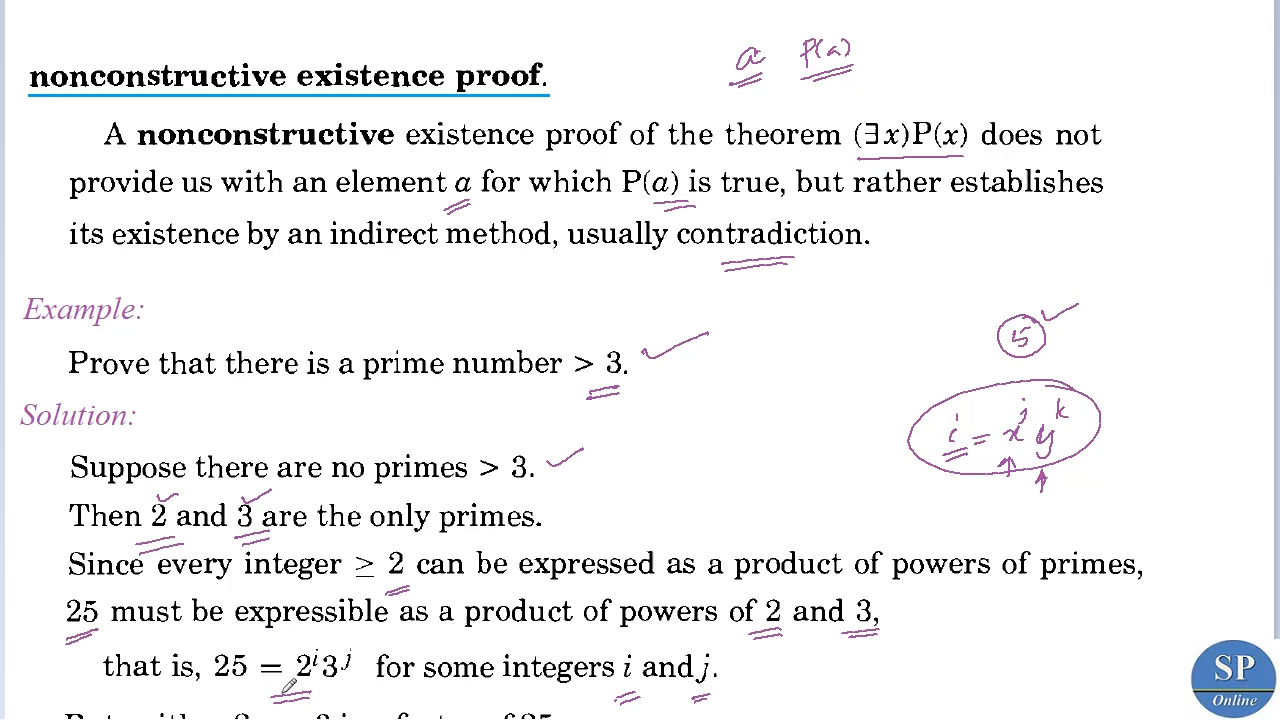 a P(a)
nonconstructive existence proof.
A nonconstructive existence proof of the theorem (∃x)P(x) does not
provide us with an element a for which P(a) is true, but rather establishes
its existence by an indirect method, usually contradiction.
Example:
5
Prove that there is a prime number > 3.
Solution:
i = x^j y^k
Suppose there are no primes > 3.
Then 2 and 3 are the only primes.
Since every integer ≥ 2 can be expressed as a product of powers of primes,
25 must be expressible as a product of powers of 2 and 3,
that is, 25 = 2^i 3^j for some integers i and j.
SP
Online